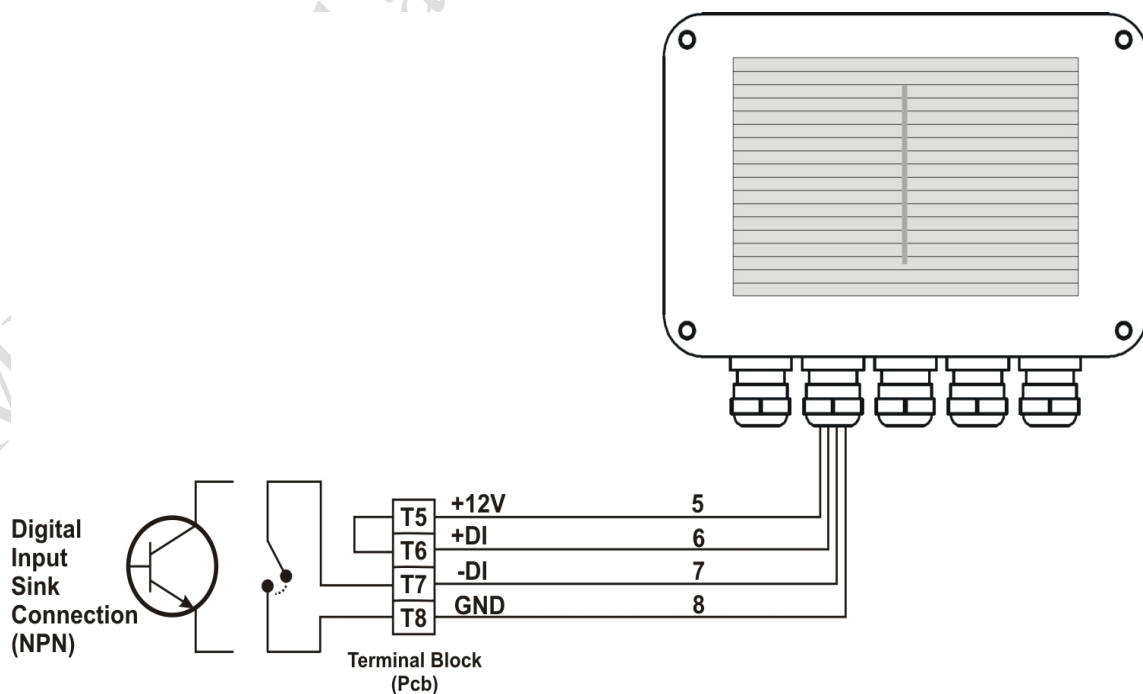 Digital
Input
Sink
Connection
(NPN)
T5
+12V
5
T6
+DI
6
T7
-DI
7
T8
GND
8
Terminal Block
(Pcb)